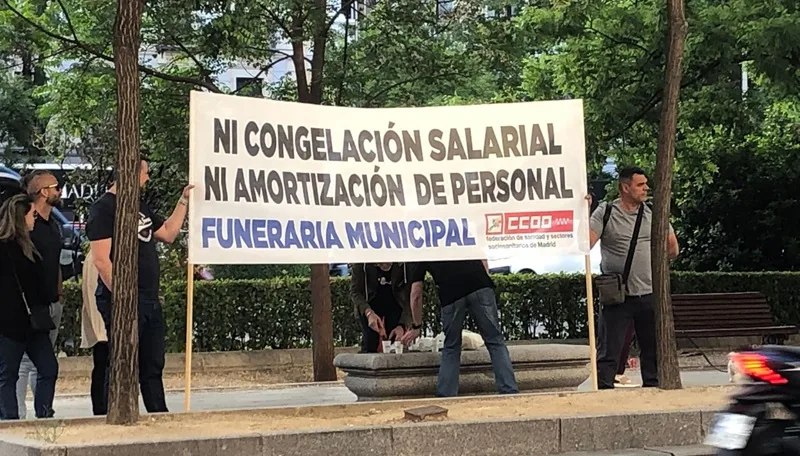 NI CONGELACIÓN SALARIAL
NI AMORTIZACIÓN DE PERSONAL
FUNERARIA MUNICIPAL
CCOO
federación de sanidad y sectores
sociosanitarios de Madrid